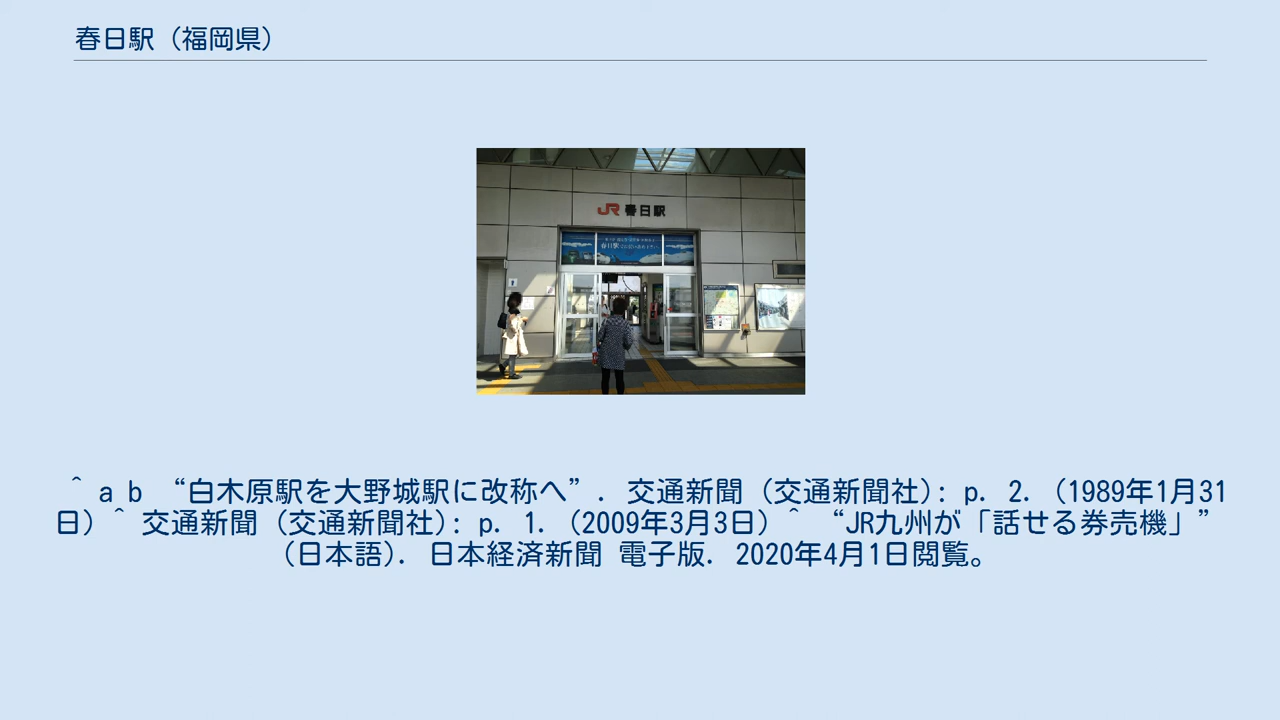 春日駅（福岡県）
JR 春日駅
^ a b “白木原駅を大野城駅に改称へ”. 交通新聞 (交通新聞社): p. 2. (1989年1月31
日) ^ 交通新聞 (交通新聞社): p. 1. (2009年3月3日) ^ “JR九州が「話せる券売機」”
(日本語). 日本経済新聞 電子版. 2020年4月1日閲覧。